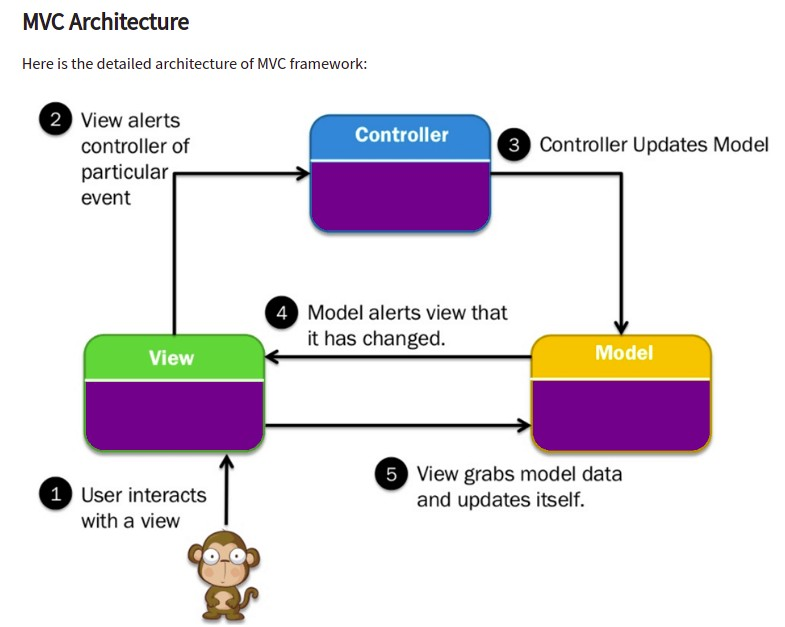 MVC Architecture
Here is the detailed architecture of MVC framework:
2 View alerts
controller of
particular
event
Controller
3 Controller Updates Model
4 Model alerts view that
it has changed.
View
Model
5 View grabs model data
and updates itself.
1 User interacts
with a view